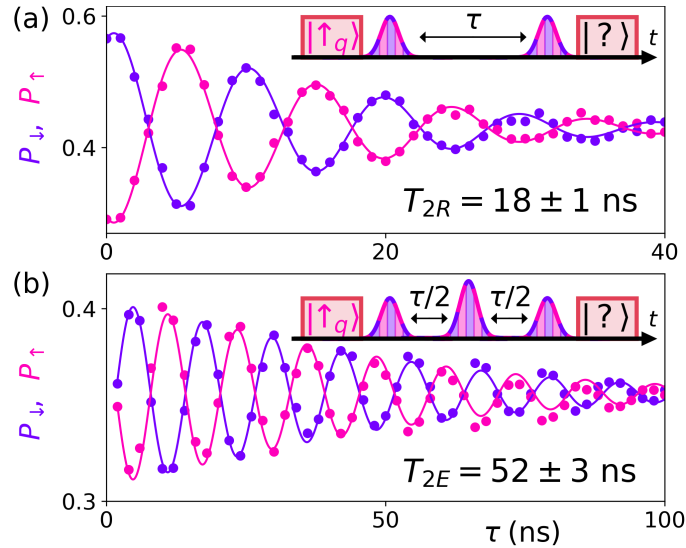 (a)
0.6
0.4
P↓, P↑
|↑q⟩
τ
|?⟩
t
T2R = 18 ± 1 ns
0
20
40
(b)
0.4
0.3
P↓, P↑
|↑q⟩
τ/2
τ/2
|?⟩
t
T2E = 52 ± 3 ns
0
50
100
τ (ns)